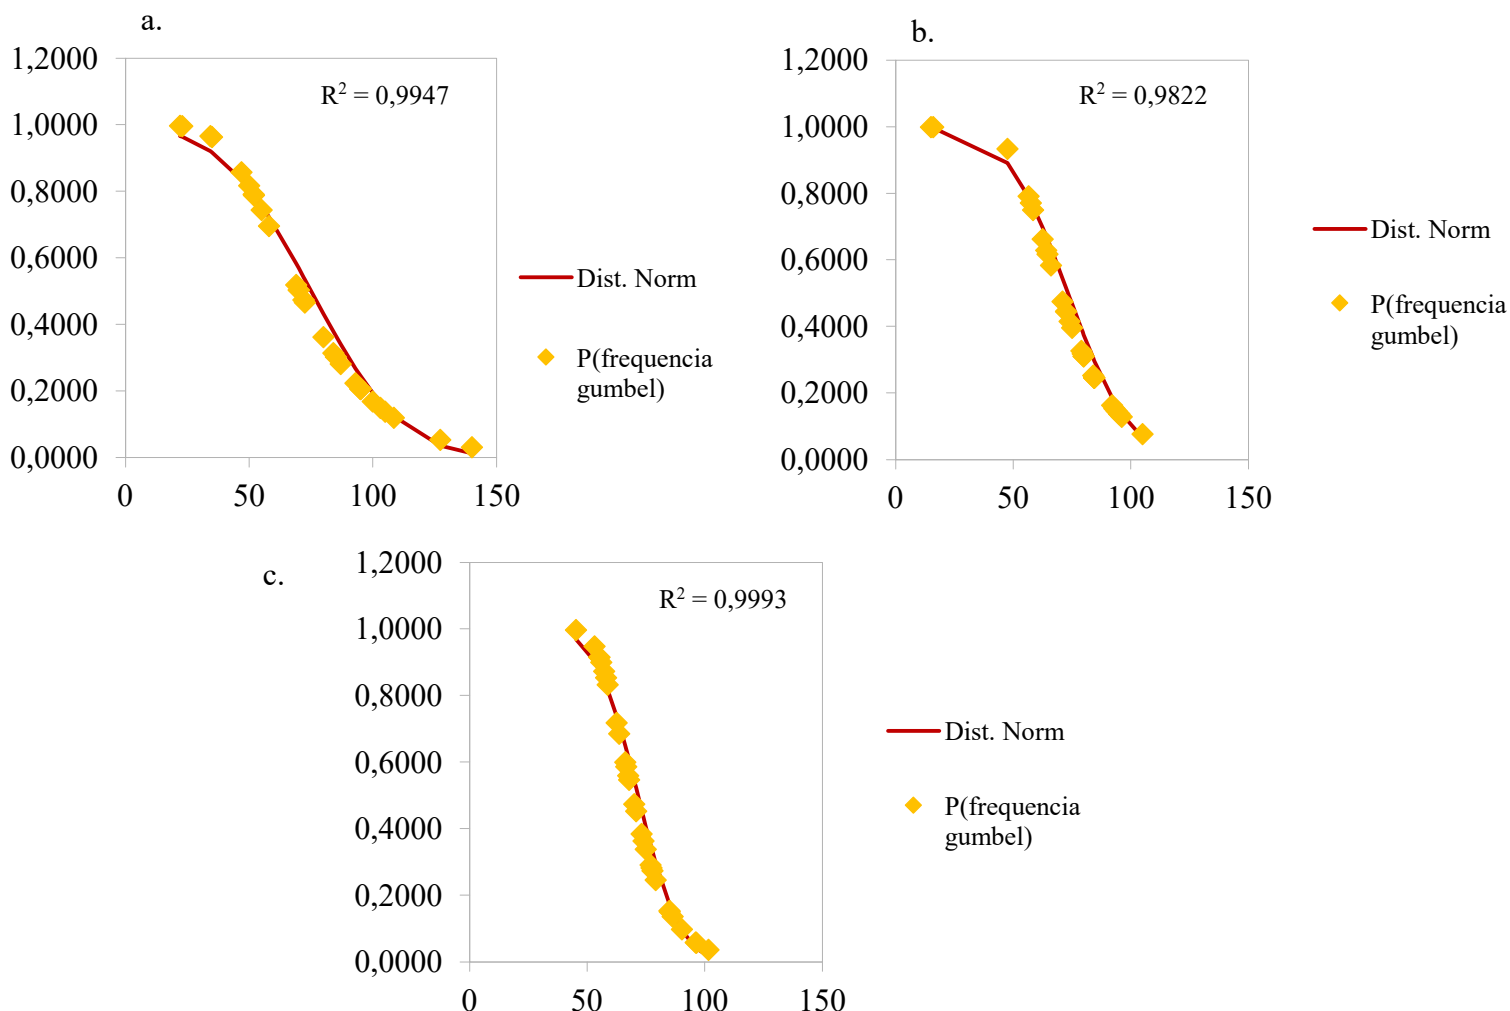 a.
R² = 0,9947
1,2000
1,0000
0,8000
0,6000
0,4000
0,2000
0,0000
0 50 100 150
Dist. Norm
P(frequencia
gumbel)
b.
R² = 0,9822
1,2000
1,0000
0,8000
0,6000
0,4000
0,2000
0,0000
0 50 100 150
Dist. Norm
P(frequencia
gumbel)
c.
R² = 0,9993
1,2000
1,0000
0,8000
0,6000
0,4000
0,2000
0,0000
0 50 100 150
Dist. Norm
P(frequencia
gumbel)